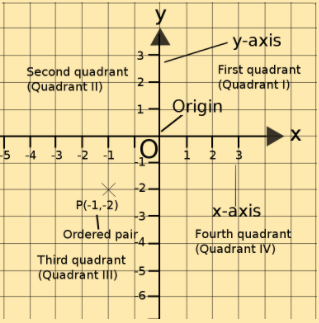 y
y-axis
Second quadrant
(Quadrant II)
First quadrant
(Quadrant I)
3
2
1
Origin
O
x
-5 -4 -3 -2 -1 1 2 3
-1
-2
-3
-4
-5
-6
P(-1,-2)
Ordered pair
x-axis
Third quadrant
(Quadrant III)
Fourth quadrant
(Quadrant IV)